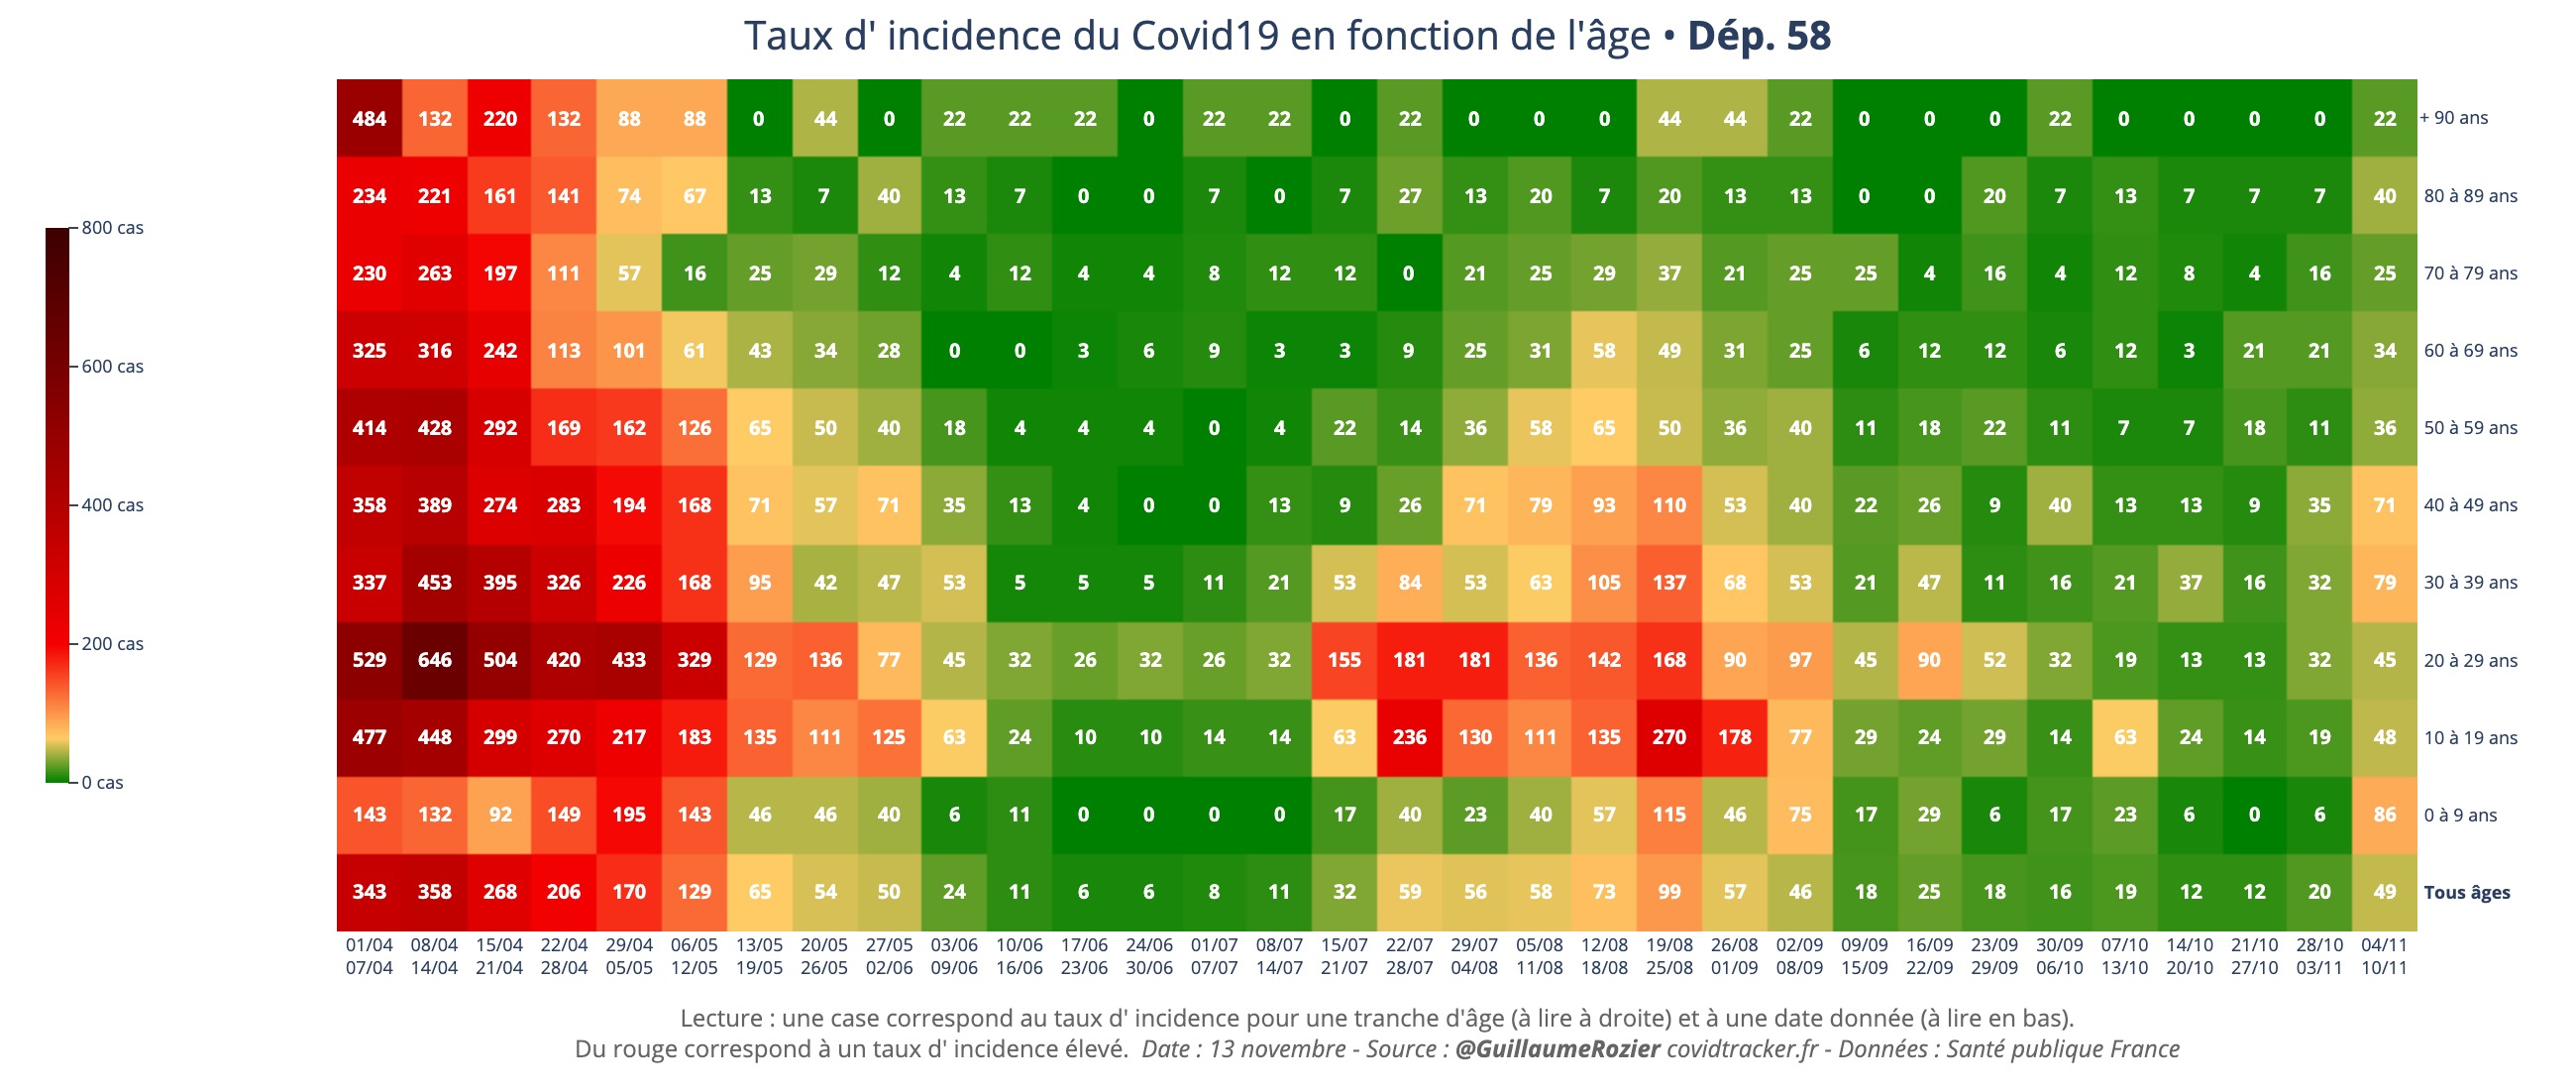 Taux d' incidence du Covid19 en fonction de l'âge • Dép. 58
484 132 220 132 88 88 0 44 0 22 22 22 0 22 22 0 22 0 0 0 44 44 22 0 0 0 22 0 0 0 0 22 + 90 ans
234 221 161 141 74 67 13 7 40 13 7 0 0 7 0 7 27 13 20 7 20 13 13 0 0 20 7 13 7 7 7 40 80 à 89 ans
230 263 197 111 57 16 25 29 12 4 12 4 4 8 12 12 0 21 25 29 37 21 25 25 4 16 4 12 8 4 16 25 70 à 79 ans
325 316 242 113 101 61 43 34 28 0 0 3 6 9 3 3 9 25 31 58 49 31 25 6 12 12 6 12 3 21 21 34 60 à 69 ans
414 428 292 169 162 126 65 50 40 18 4 4 4 0 4 22 14 36 58 65 50 36 40 11 18 22 11 7 7 18 11 36 50 à 59 ans
358 389 274 283 194 168 71 57 71 35 13 4 0 0 13 9 26 71 79 93 110 53 40 22 26 9 40 13 13 9 35 71 40 à 49 ans
337 453 395 326 226 168 95 42 47 53 5 5 5 11 21 53 84 53 63 105 137 68 53 21 47 11 16 21 37 16 32 79 30 à 39 ans
529 646 504 420 433 329 129 136 77 45 32 26 32 26 32 155 181 181 136 142 168 90 97 45 90 52 32 19 13 13 32 45 20 à 29 ans
477 448 299 270 217 183 135 111 125 63 24 10 10 14 14 63 236 130 111 135 270 178 77 29 24 29 14 63 24 14 19 48 10 à 19 ans
143 132 92 149 195 143 46 46 40 6 11 0 0 0 0 17 40 23 40 57 115 46 75 17 29 6 17 23 6 0 6 86 0 à 9 ans
343 358 268 206 170 129 65 54 50 24 11 6 6 8 11 32 59 56 58 73 99 57 46 18 25 18 16 19 12 12 20 49 Tous âges
01/04 08/04 15/04 22/04 29/04 06/05 13/05 20/05 27/05 03/06 10/06 17/06 24/06 01/07 08/07 15/07 22/07 29/07 05/08 12/08 19/08 26/08 02/09 09/09 16/09 23/09 30/09 07/10 14/10 21/10 28/10 04/11
07/04 14/04 21/04 28/04 05/05 12/05 19/05 26/05 02/06 09/06 16/06 23/06 30/06 07/07 14/07 21/07 28/07 04/08 11/08 18/08 25/08 01/09 08/09 15/09 22/09 29/09 06/10 13/10 20/10 27/10 03/11 10/11
800 cas
600 cas
400 cas
200 cas
0 cas
Lecture : une case correspond au taux d' incidence pour une tranche d'âge (à lire à droite) et à une date donnée (à lire en bas).
Du rouge correspond à un taux d' incidence élevé. Date : 13 novembre - Source : @GuillaumeRozier covidtracker.fr - Données : Santé publique France